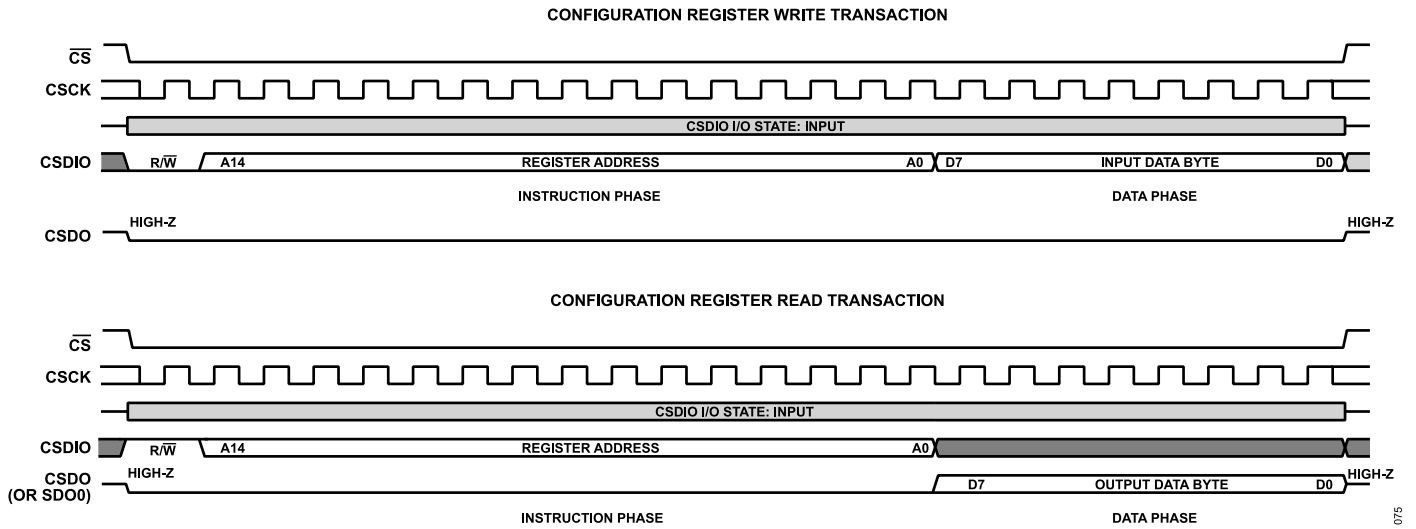 CONFIGURATION REGISTER WRITE TRANSACTION
CS
CSCK
CSDIO I/O STATE: INPUT
CSDIO R/W A14 REGISTER ADDRESS A0 D7 INPUT DATA BYTE D0
INSTRUCTION PHASE DATA PHASE
HIGH-Z HIGH-Z
CSDO
CONFIGURATION REGISTER READ TRANSACTION
CS
CSCK
CSDIO I/O STATE: INPUT
CSDIO R/W A14 REGISTER ADDRESS A0
HIGH-Z HIGH-Z
CSDO
(OR SDO0) D7 OUTPUT DATA BYTE D0
INSTRUCTION PHASE DATA PHASE
075